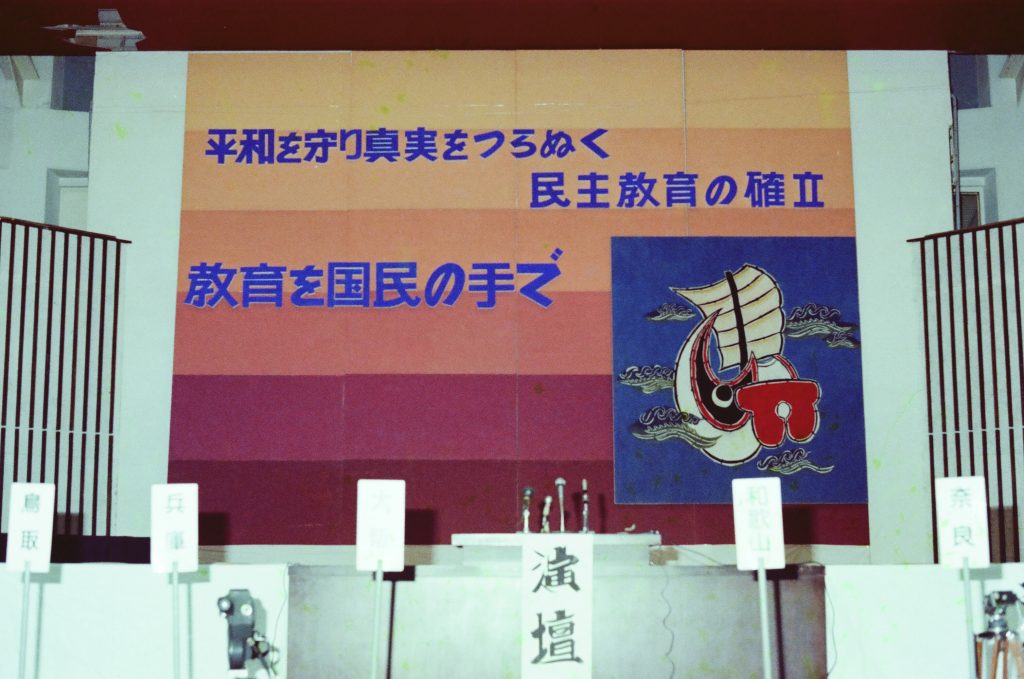 平和を守り真実をつらぬく
民主教育の確立
教育を国民の手で
鳥取
兵庫
大阪
和歌山
奈良
演壇